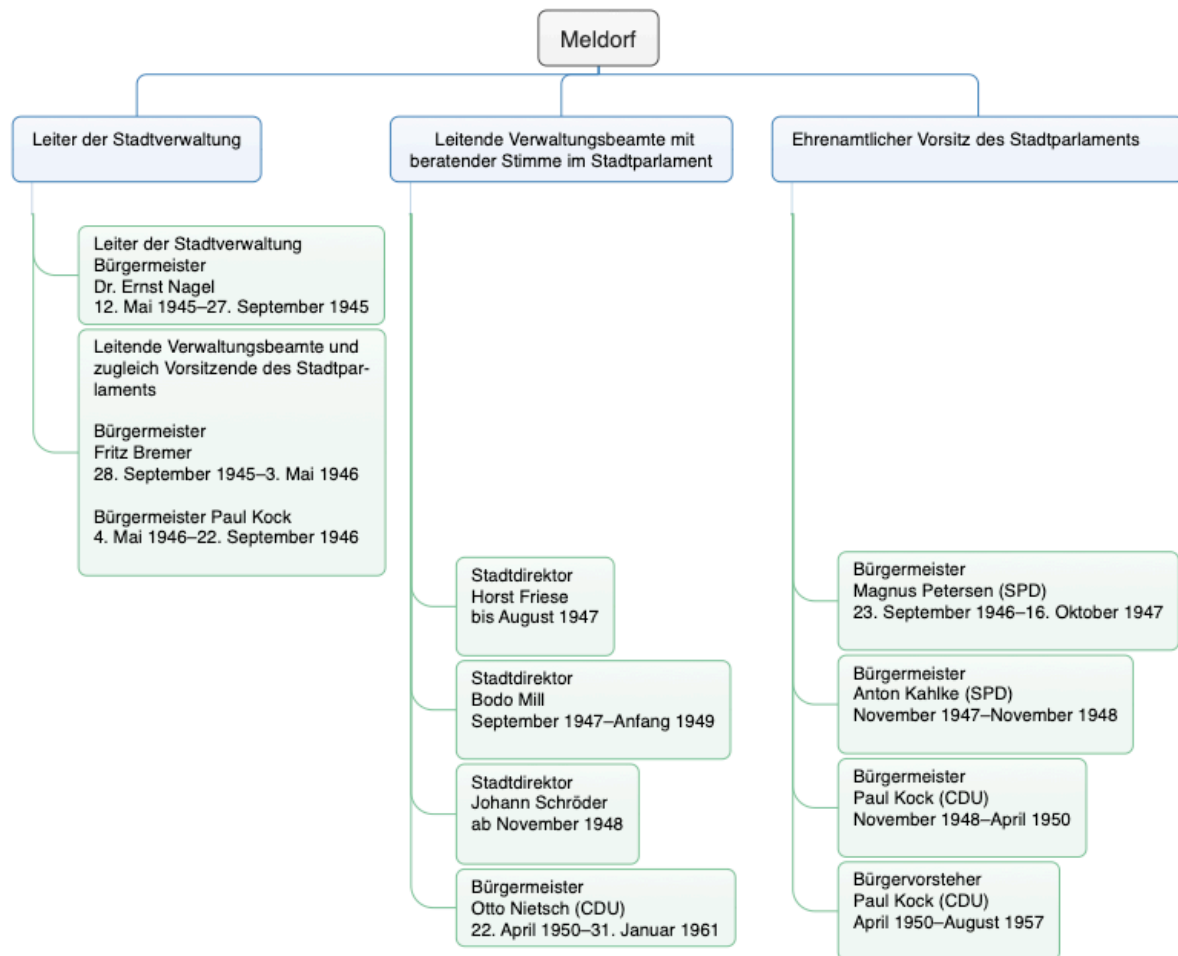 Meldorf
Leiter der Stadtverwaltung
Leiter der Stadtverwaltung
Bürgermeister
Dr. Ernst Nagel
12. Mai 1945–27. September 1945
Leitende Verwaltungsbeamte und
zugleich Vorsitzende des Stadtpar-
laments
Bürgermeister
Fritz Bremer
28. September 1945–3. Mai 1946
Bürgermeister Paul Kock
4. Mai 1946–22. September 1946
Leitende Verwaltungsbeamte mit
beratender Stimme im Stadtparlament
Stadtdirektor
Horst Friese
bis August 1947
Stadtdirektor
Bodo Mill
September 1947–Anfang 1949
Stadtdirektor
Johann Schröder
ab November 1948
Bürgermeister
Otto Nietsch (CDU)
22. April 1950–31. Januar 1961
Ehrenamtlicher Vorsitz des Stadtparlaments
Bürgermeister
Magnus Petersen (SPD)
23. September 1946–16. Oktober 1947
Bürgermeister
Anton Kahlke (SPD)
November 1947–November 1948
Bürgermeister
Paul Kock (CDU)
November 1948–April 1950
Bürgervorsteher
Paul Kock (CDU)
April 1950–August 1957